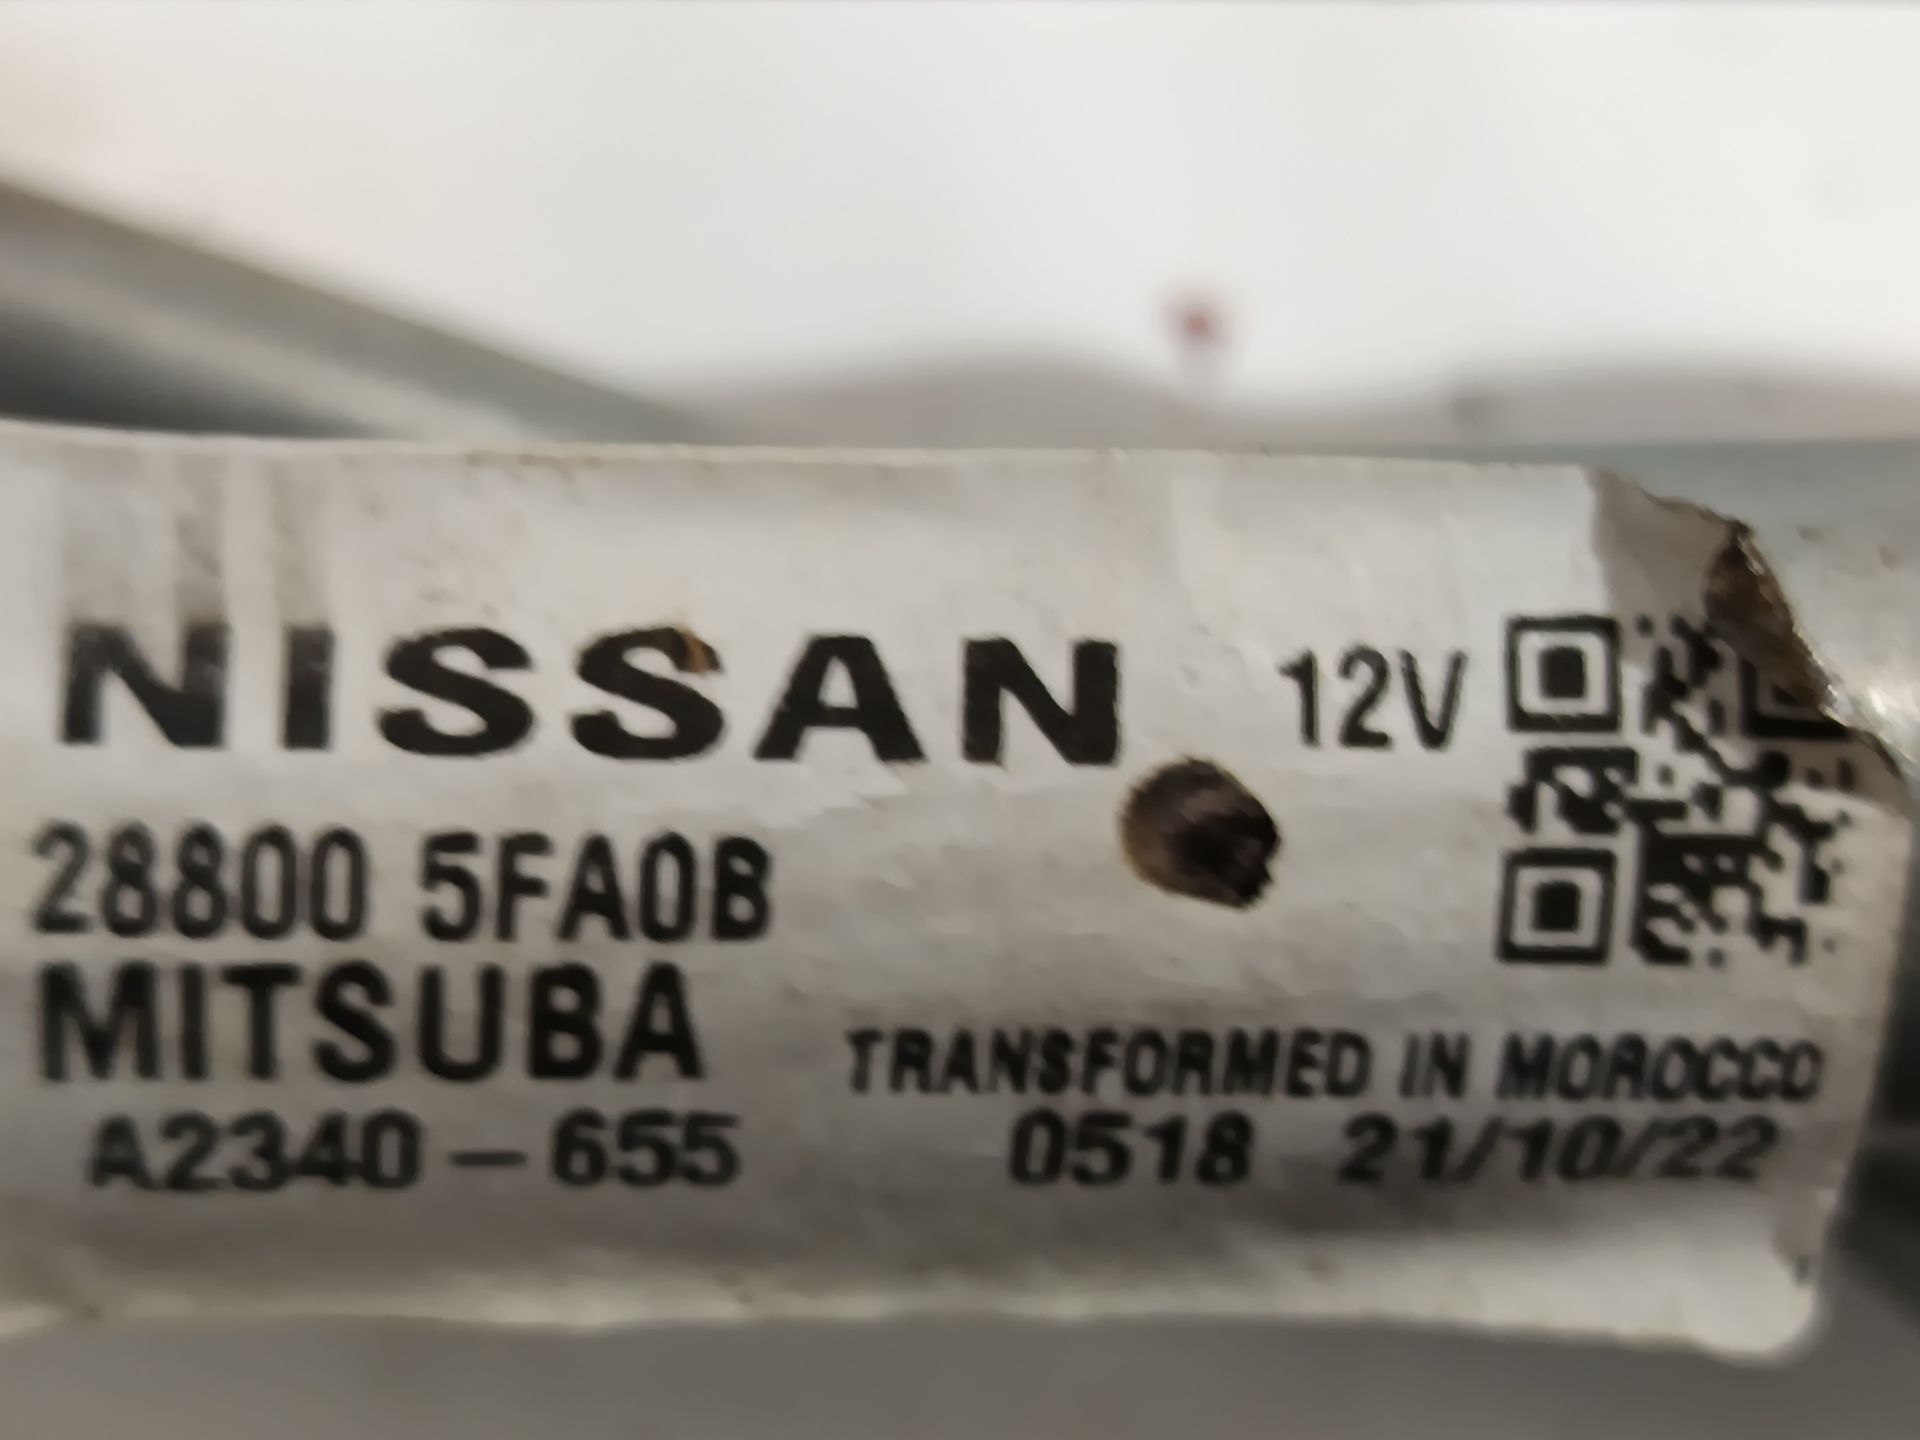 NISSAN 12V
28800 5FA0B
MITSUBA
TRANSFORMED IN MOROCCO
A2340-655
0518 21/10/22